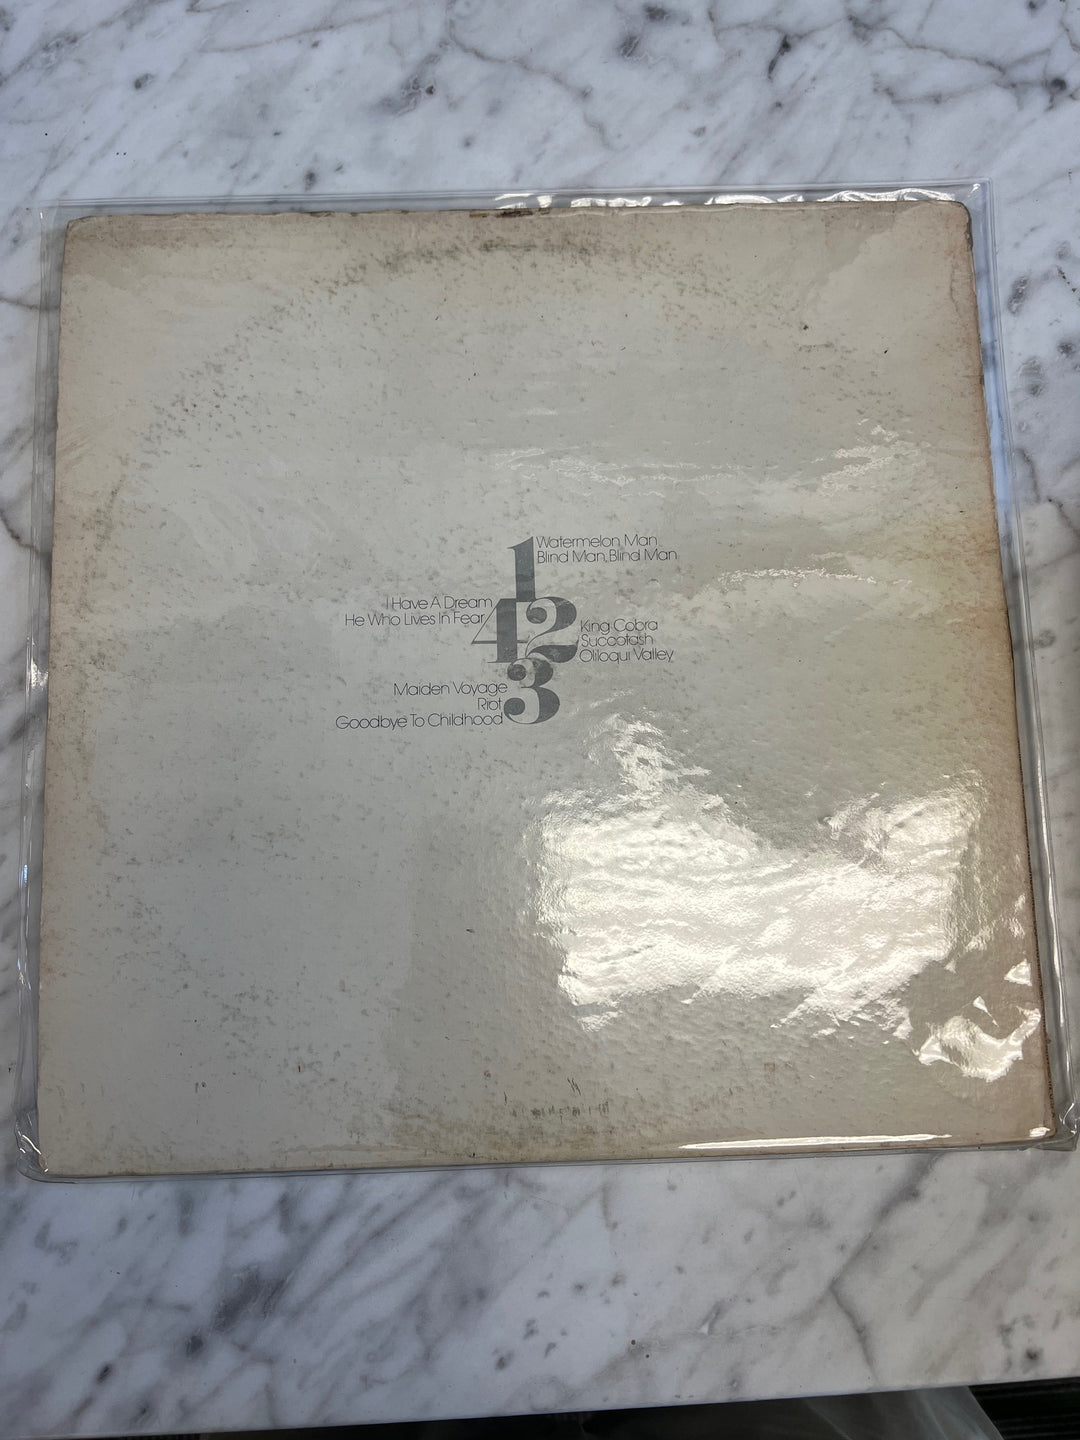 1
Watermelon Man
Blind Man, Blind Man
I Have A Dream
He Who Lives In Fear
4
2
King Cobra
Succotash
Oliloqui Valley
Maiden Voyage
Riot
Goodbye To Childhood
3